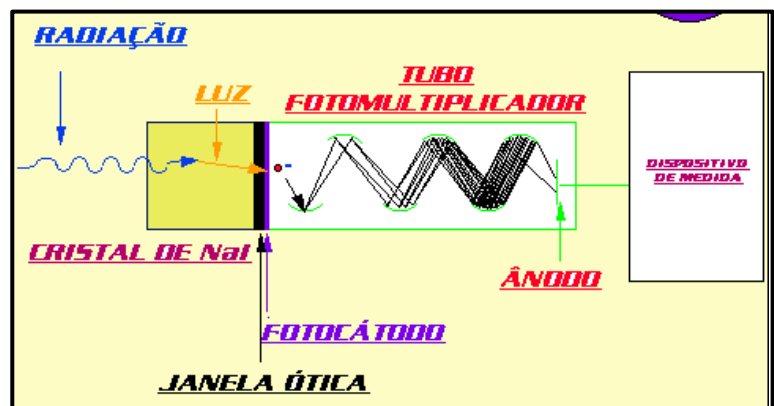 RADIAÇÃO
LUZ
TUBO
FOTOMULTIPLICADOR
DISPOSITIVO
DE MEDIDA
-
CRISTAL DE NaI
ÂNODO
FOTOCÁTODO
JANELA ÓTICA